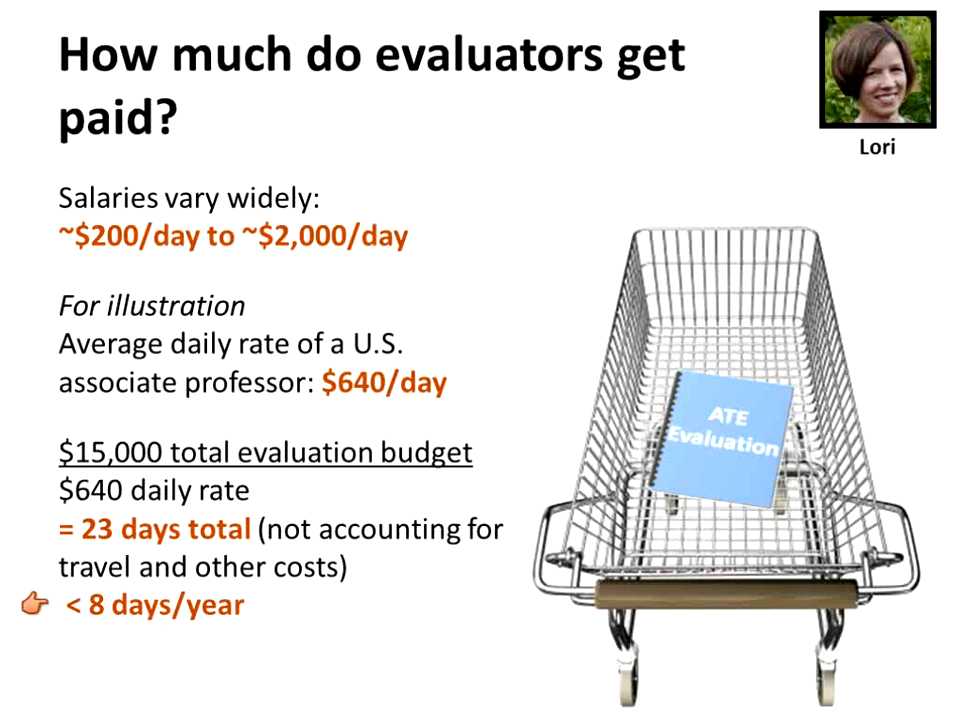 How much do evaluators get
paid?
Lori
Salaries vary widely:
~$200/day to ~$2,000/day
For illustration
Average daily rate of a U.S.
associate professor: $640/day
ATE
Evaluation
$15,000 total evaluation budget
$640 daily rate
= 23 days total (not accounting for
travel and other costs)
< 8 days/year